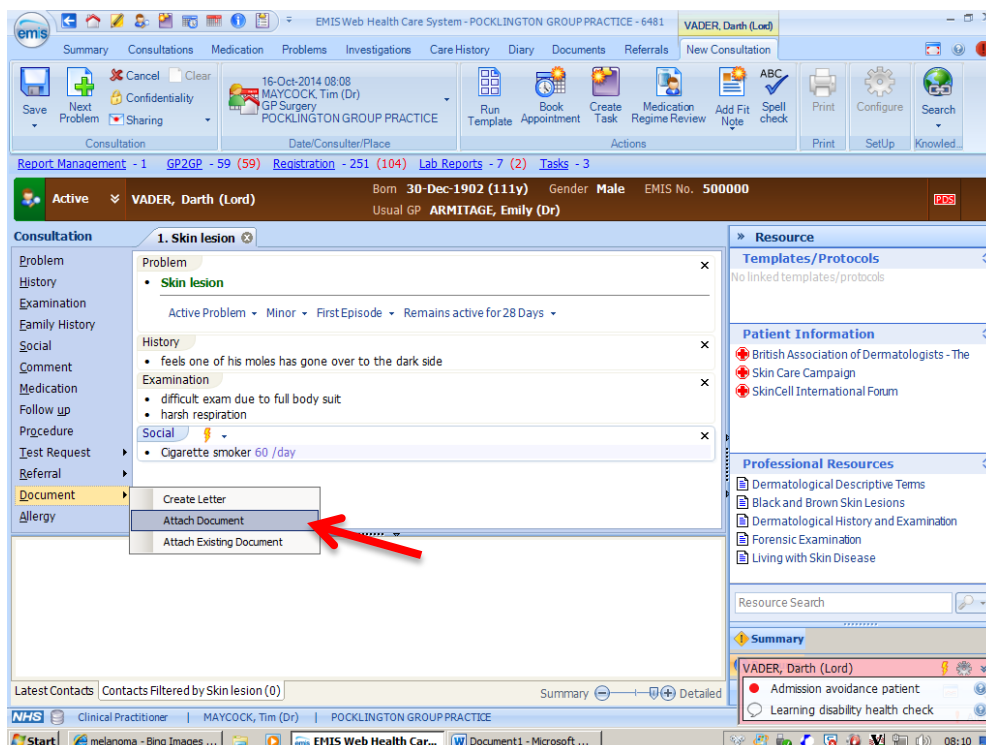 emis
EMIS Web Health Care System - POCKLINGTON GROUP PRACTICE - 6481
VADER, Darth (Lord)
Summary Consultations Medication Problems Investigations Care History Diary Documents Referrals New Consultation
Save
Next Problem
Cancel Clear
Confidentiality
Sharing
Consultation
16-Oct-2014 08:08
MAYCOCK, Tim (Dr)
GP Surgery
POCKLINGTON GROUP PRACTICE
Date/Consulter/Place
Run Template
Book Appointment
Create Task
Medication Regime Review
Add Fit Note
ABC
Spell check
Actions
Print
Print
Configure
SetUp
Search
Knowled...
Report Management - 1 GP2GP - 59 (59) Registration - 251 (104) Lab Reports - 7 (2) Tasks - 3
Active VADER, Darth (Lord)
Born 30-Dec-1902 (111y) Gender Male EMIS No. 500000
Usual GP ARMITAGE, Emily (Dr)
PDS
Consultation
Problem
History
Examination
Family History
Social
Comment
Medication
Follow up
Procedure
Test Request
Referral
Document
Allergy
1. Skin lesion
Problem
• Skin lesion
Active Problem Minor First Episode Remains active for 28 Days
History
• feels one of his moles has gone over to the dark side
Examination
• difficult exam due to full body suit
• harsh respiration
Social
• Cigarette smoker 60 /day
Create Letter
Attach Document
Attach Existing Document
» Resource
Templates/Protocols
No linked templates/protocols
Patient Information
British Association of Dermatologists - The
Skin Care Campaign
SkinCell International Forum
Professional Resources
Dermatological Descriptive Terms
Black and Brown Skin Lesions
Dermatological History and Examination
Forensic Examination
Living with Skin Disease
Resource Search
Summary
VADER, Darth (Lord)
Admission avoidance patient
Learning disability health check
Latest Contacts Contacts Filtered by Skin lesion (0)
Summary Detailed
NHS Clinical Practitioner | MAYCOCK, Tim (Dr) | POCKLINGTON GROUP PRACTICE
Start melanoma - Bing Images ... EMIS Web Health Car... Document1 - Microsoft ... 08:10